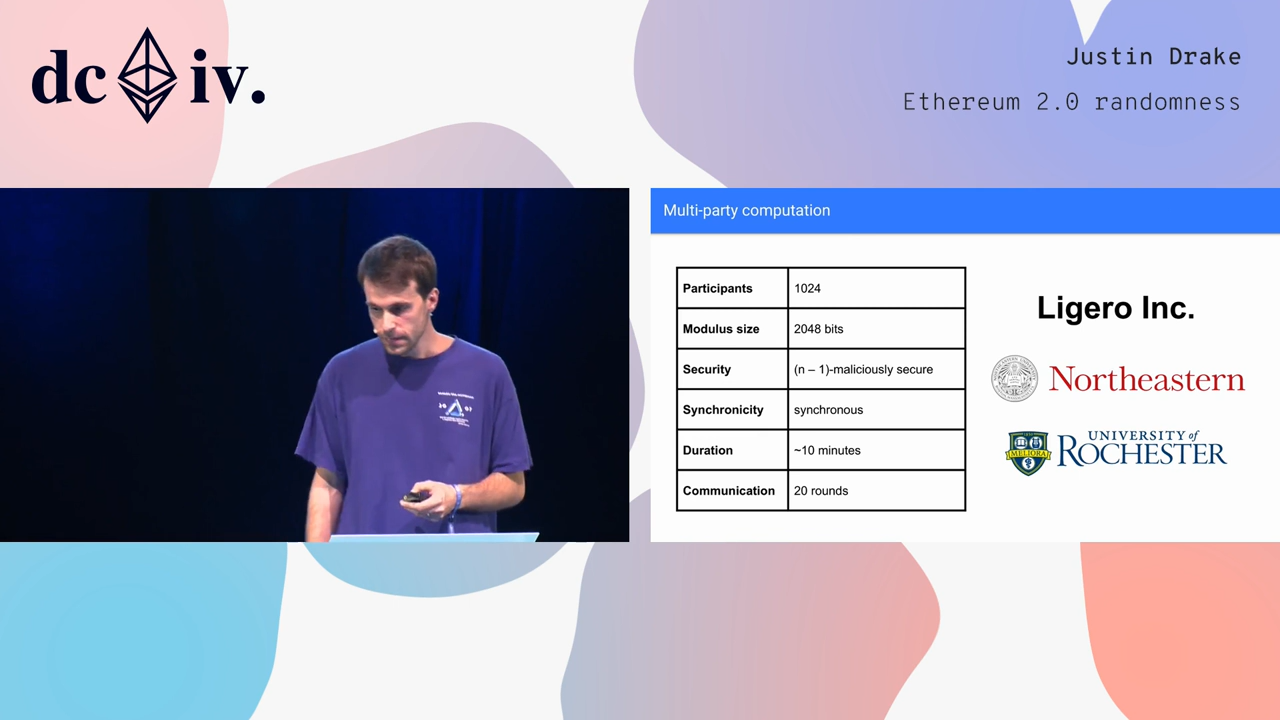 dc iv.
Justin Drake
Ethereum 2.0 randomness
Multi-party computation
Participants 1024
Modulus size 2048 bits
Security (n – 1)-maliciously secure
Synchronicity synchronous
Duration ~10 minutes
Communication 20 rounds
Ligero Inc.
Northeastern
MELIORA
UNIVERSITY of
ROCHESTER